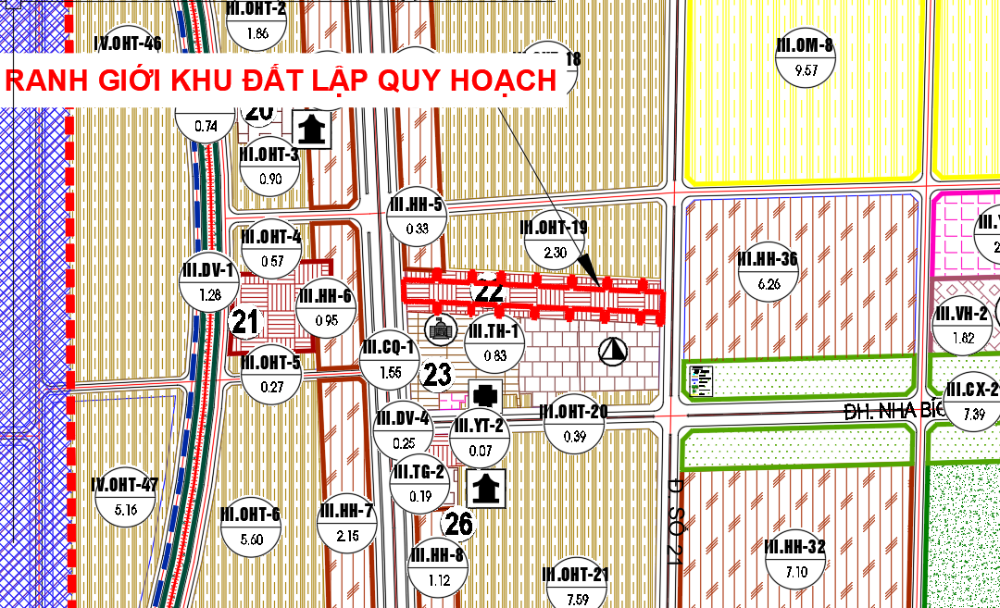 III.OHT-2
1.86
IV.OHT-46
III.OM-8
9.57
18
RANH GIỚI KHU ĐẤT LẬP QUY HOẠCH
20
0.74
III.OHT-3
0.90
III.HH-5
0.33
III.OHT-19
2.30
III.OHT-4
0.57
III.HH-36
6.26
III.DV-1
1.28
III.HH-6
0.95
22
21
III.VH-2
1.82
III.TH-1
0.83
III.CQ-1
1.55
III.OHT-5
0.27
23
III.CX-2
7.39
ĐH. NHA BÍC
III.OHT-20
0.39
III.DV-4
0.25
III.YT-2
0.07
III.TG-2
0.19
IV.OHT-47
5.16
Đ. SỐ 21
III.OHT-6
5.60
III.HH-7
2.15
26
III.HH-8
1.12
III.HH-32
7.10
III.OHT-21
7.59